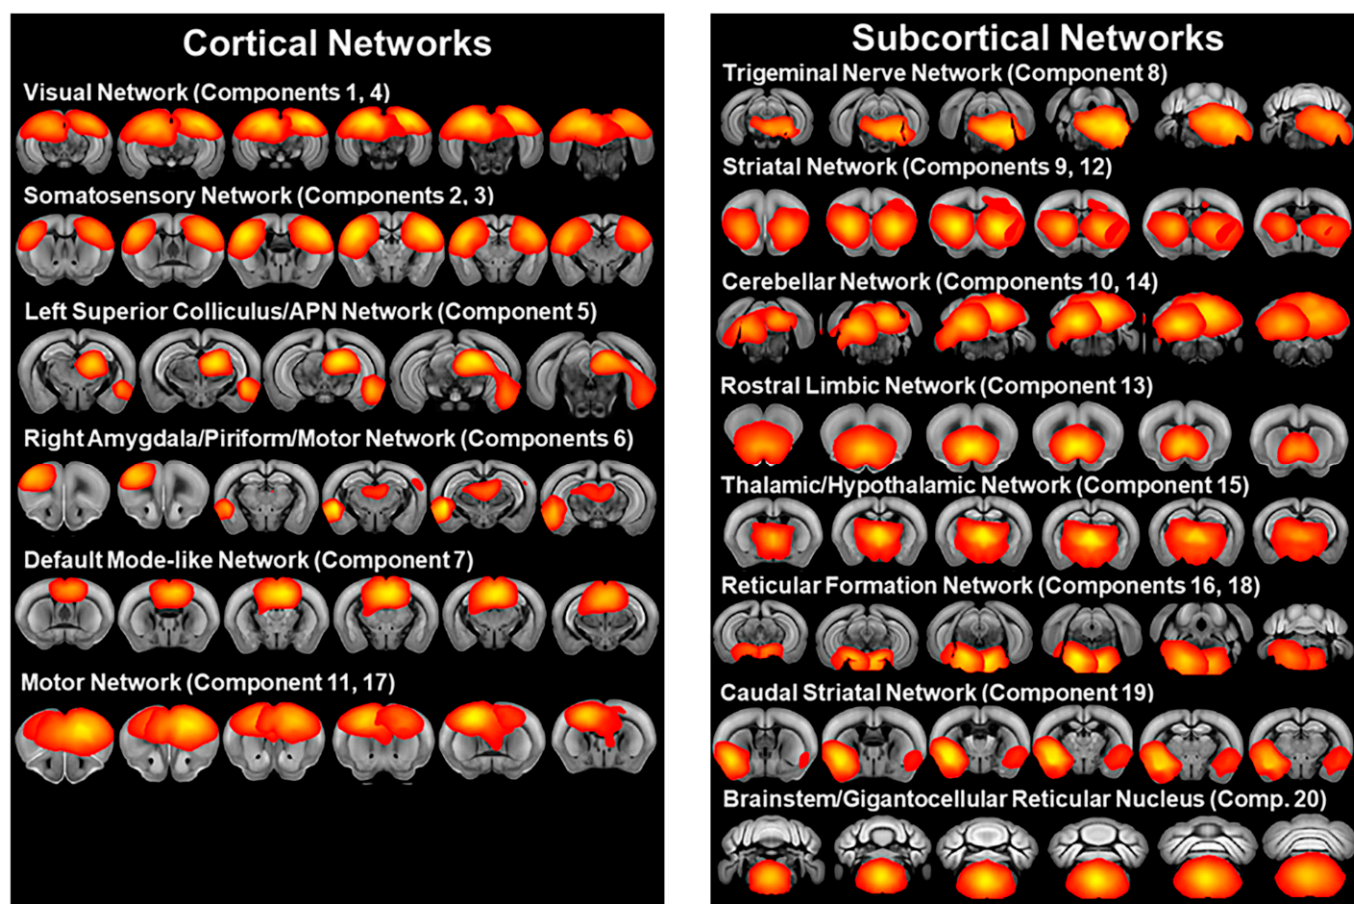 Cortical Networks
Visual Network (Components 1, 4)
Somatosensory Network (Components 2, 3)
Left Superior Colliculus/APN Network (Component 5)
Right Amygdala/Piriform/Motor Network (Components 6)
Default Mode-like Network (Component 7)
Motor Network (Component 11, 17)
Subcortical Networks
Trigeminal Nerve Network (Component 8)
Striatal Network (Components 9, 12)
Cerebellar Network (Components 10, 14)
Rostral Limbic Network (Component 13)
Thalamic/Hypothalamic Network (Component 15)
Reticular Formation Network (Components 16, 18)
Caudal Striatal Network (Component 19)
Brainstem/Gigantocellular Reticular Nucleus (Comp. 20)